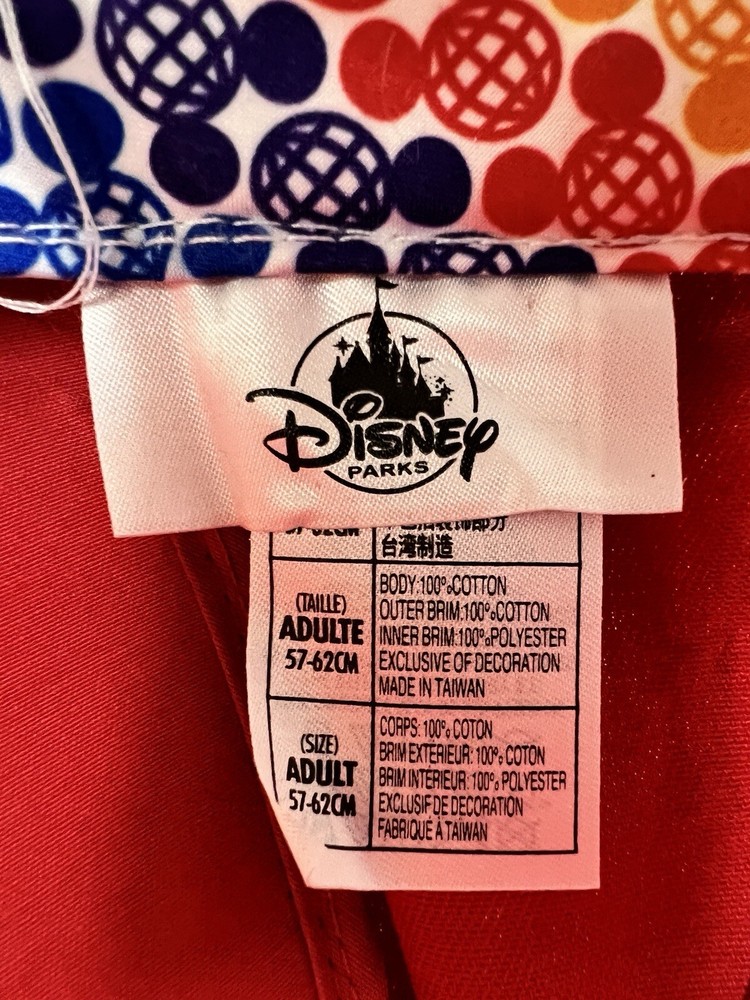 DISNEY
PARKS
台湾制造
(TAILLE)
ADULTE
57-62CM
BODY:100%COTTON
OUTER BRIM:100%COTTON
INNER BRIM:100%POLYESTER
EXCLUSIVE OF DECORATION
MADE IN TAIWAN
(SIZE)
ADULT
57-62CM
CORPS: 100% COTON
BRIM EXTÉRIEUR: 100% COTON
BRIM INTÉRIEUR: 100% POLYESTER
EXCLUSIF DE DECORATION
FABRIQUÉ À TAIWAN